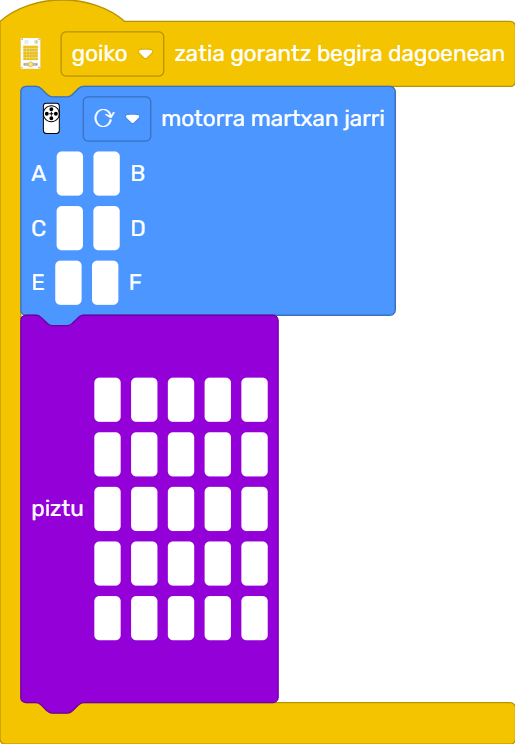 goiko zatia gorantz begira dagoenean
motorra martxan jarri
A B
C D
E F
piztu